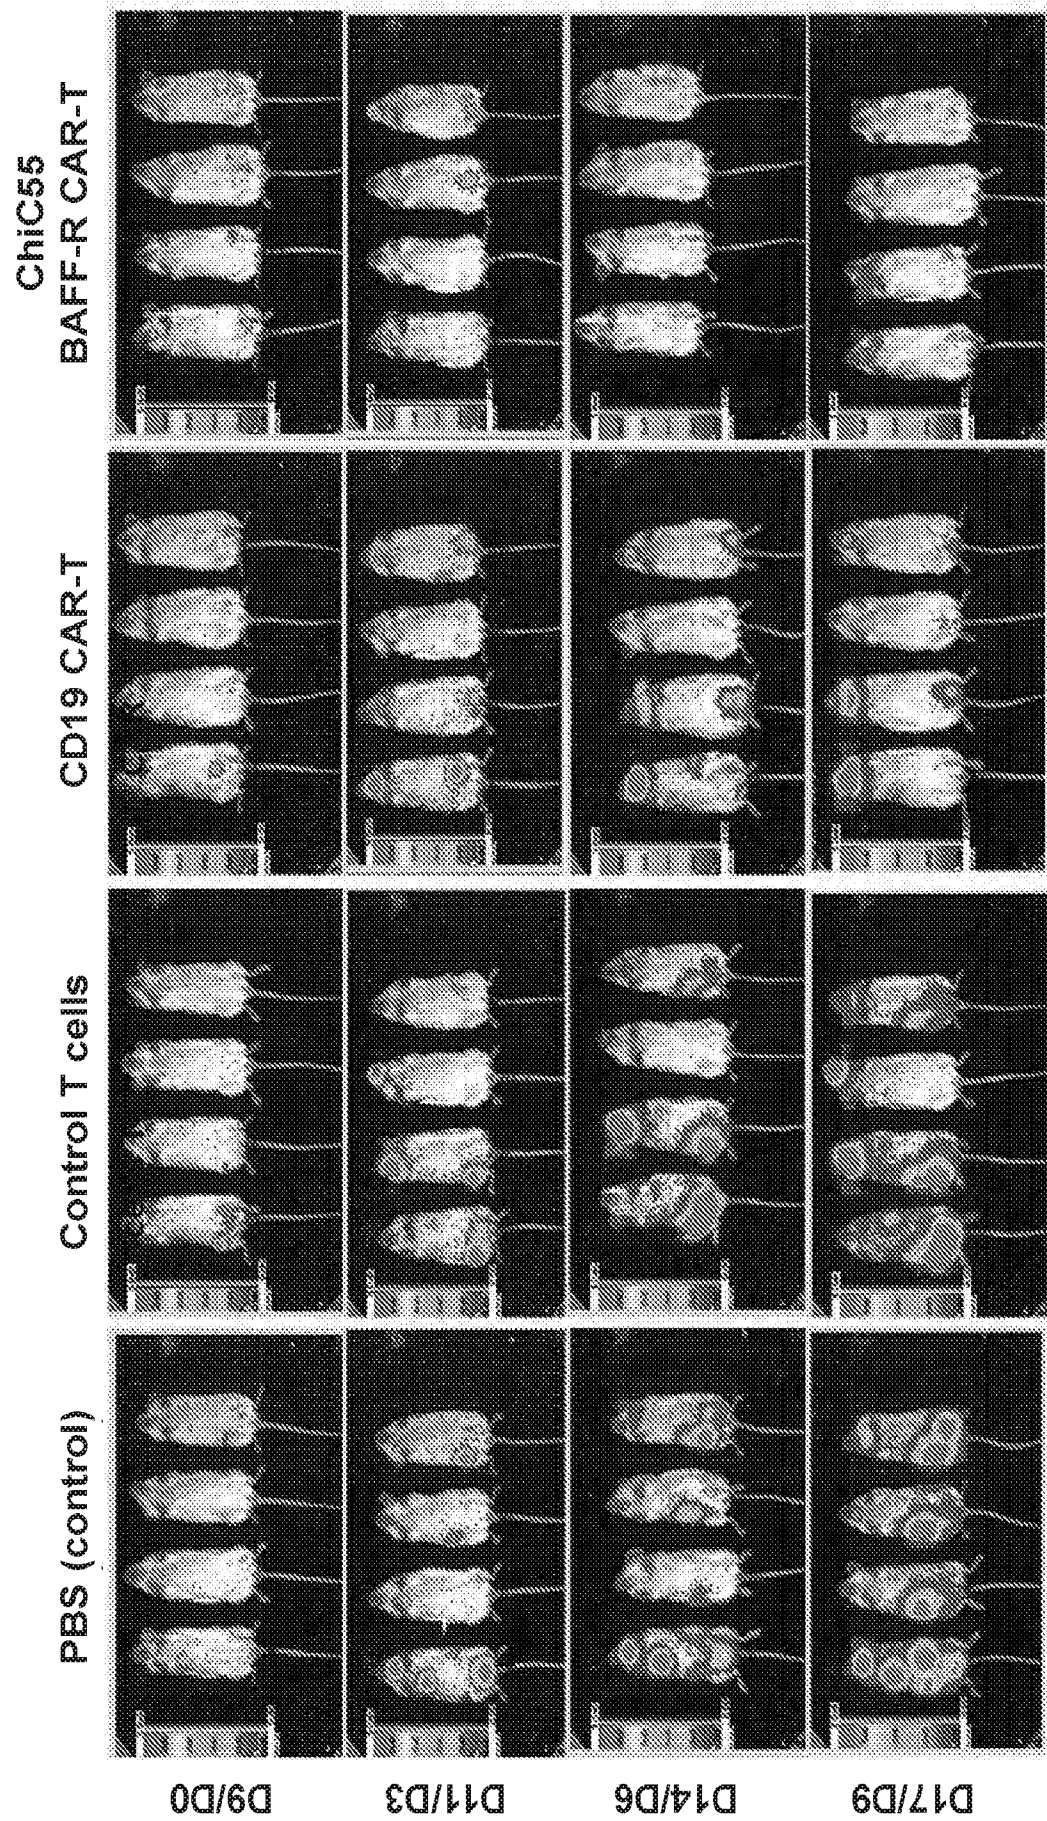 ChiC55
BAFF-R CAR-T
CD19 CAR-T
Control T cells
PBS (control)
D9/D0
D11/D3
D14/D6
D17/D9